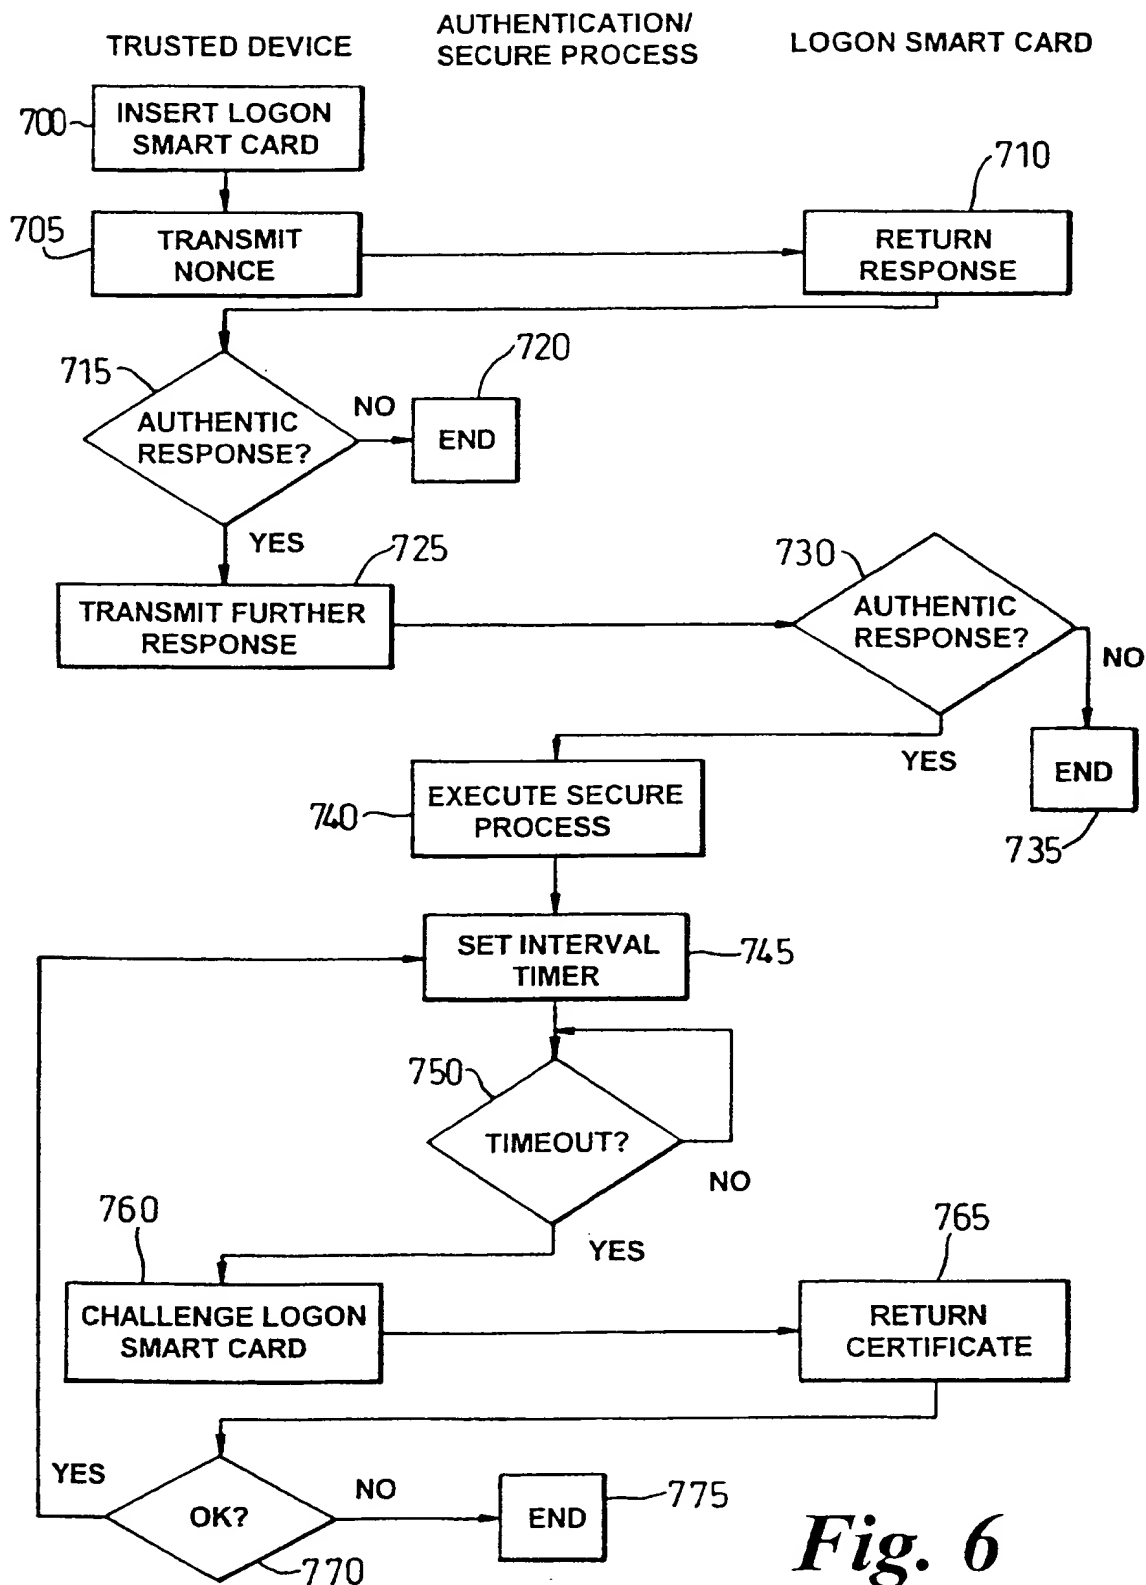 TRUSTED DEVICE
AUTHENTICATION/
SECURE PROCESS
LOGON SMART CARD
700
INSERT LOGON
SMART CARD
710
705
TRANSMIT
NONCE
RETURN
RESPONSE
715
720
AUTHENTIC
RESPONSE?
NO
END
YES
725
730
TRANSMIT FURTHER
RESPONSE
AUTHENTIC
RESPONSE?
NO
YES
END
735
740
EXECUTE SECURE
PROCESS
SET INTERVAL
TIMER
745
750
TIMEOUT?
NO
YES
760
765
CHALLENGE LOGON
SMART CARD
RETURN
CERTIFICATE
YES
OK?
NO
END
775
770
Fig. 6